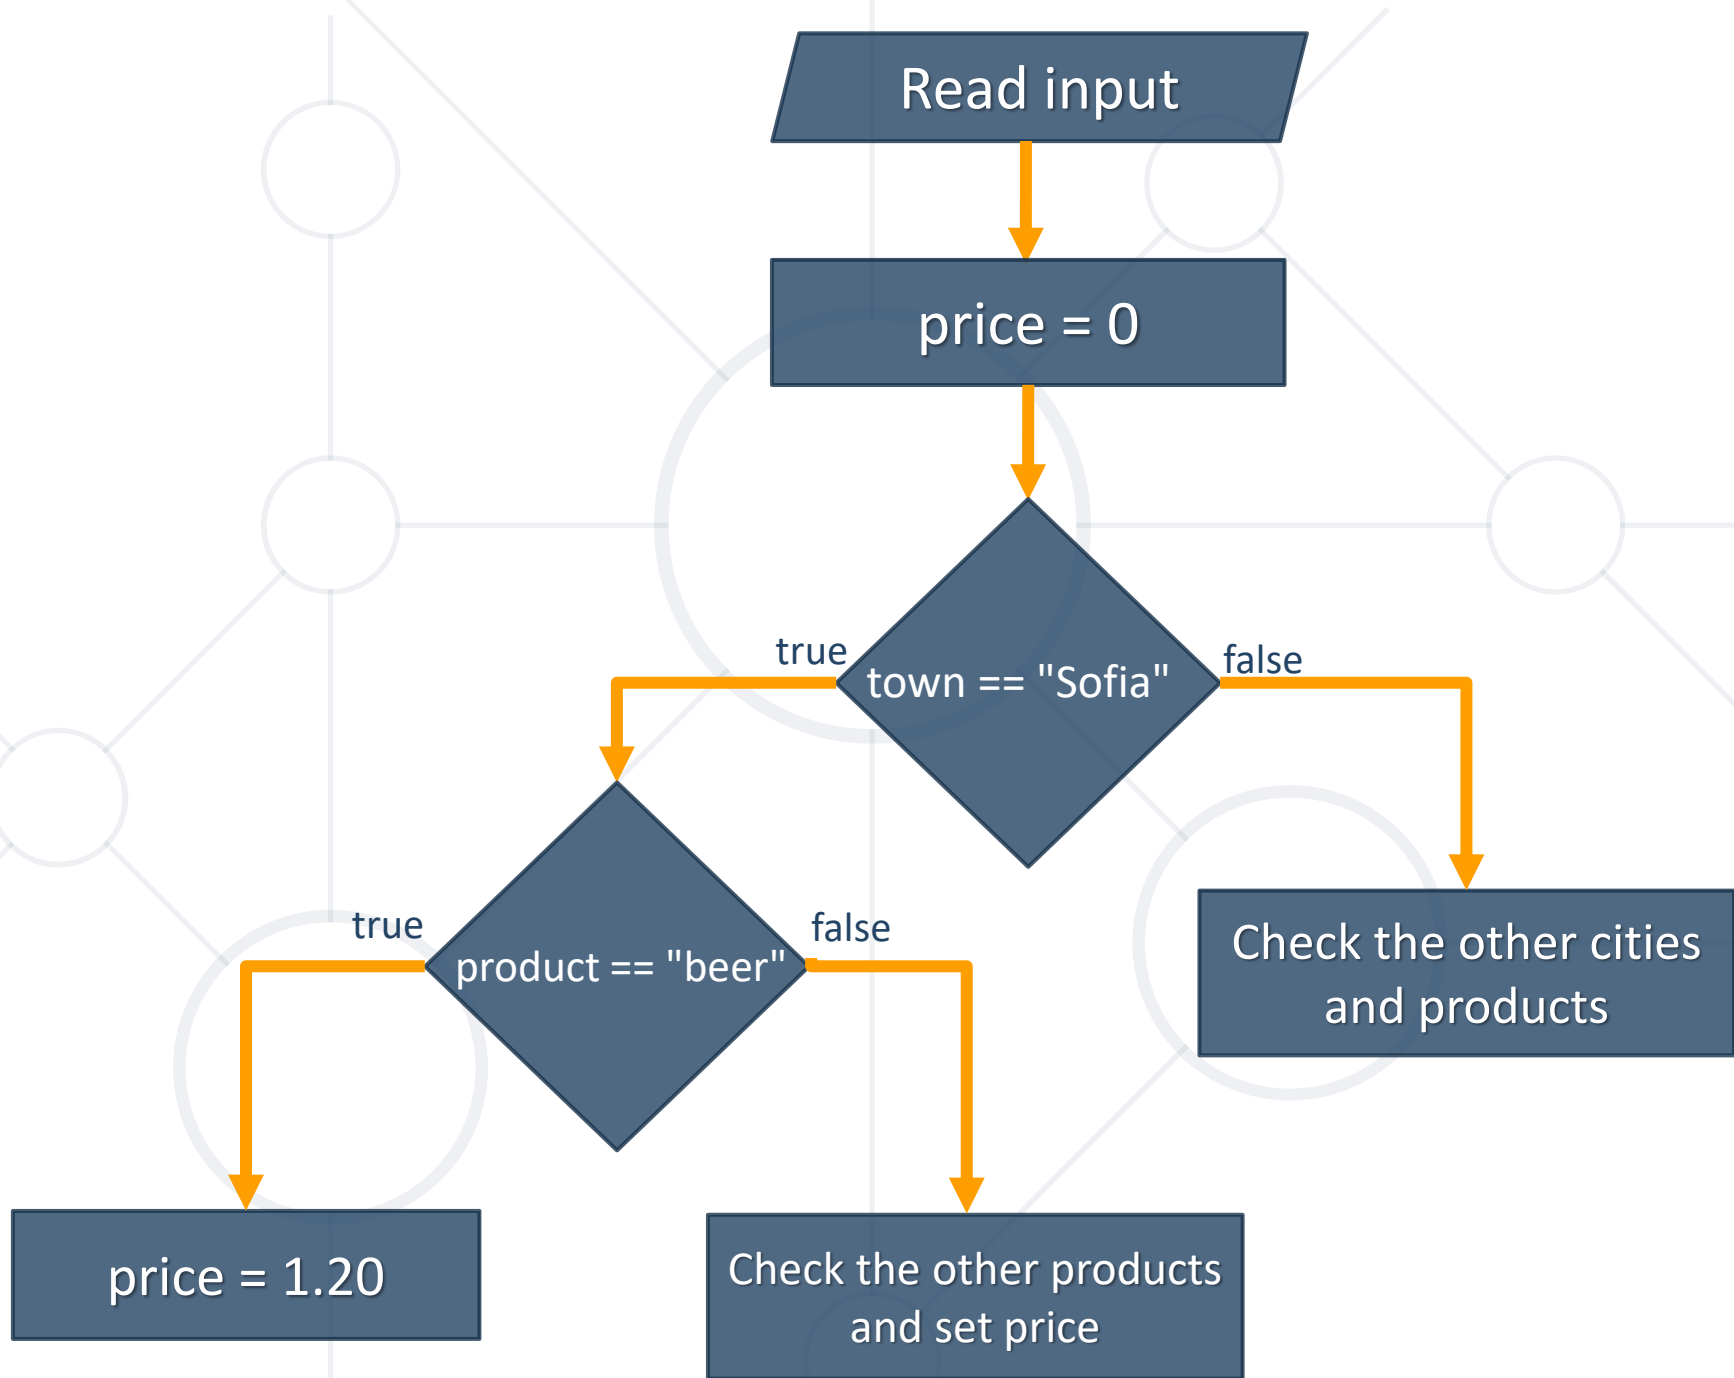 Read input
price = 0
true
town == "Sofia"
false
true
product == "beer"
false
Check the other cities
and products
price = 1.20
Check the other products
and set price